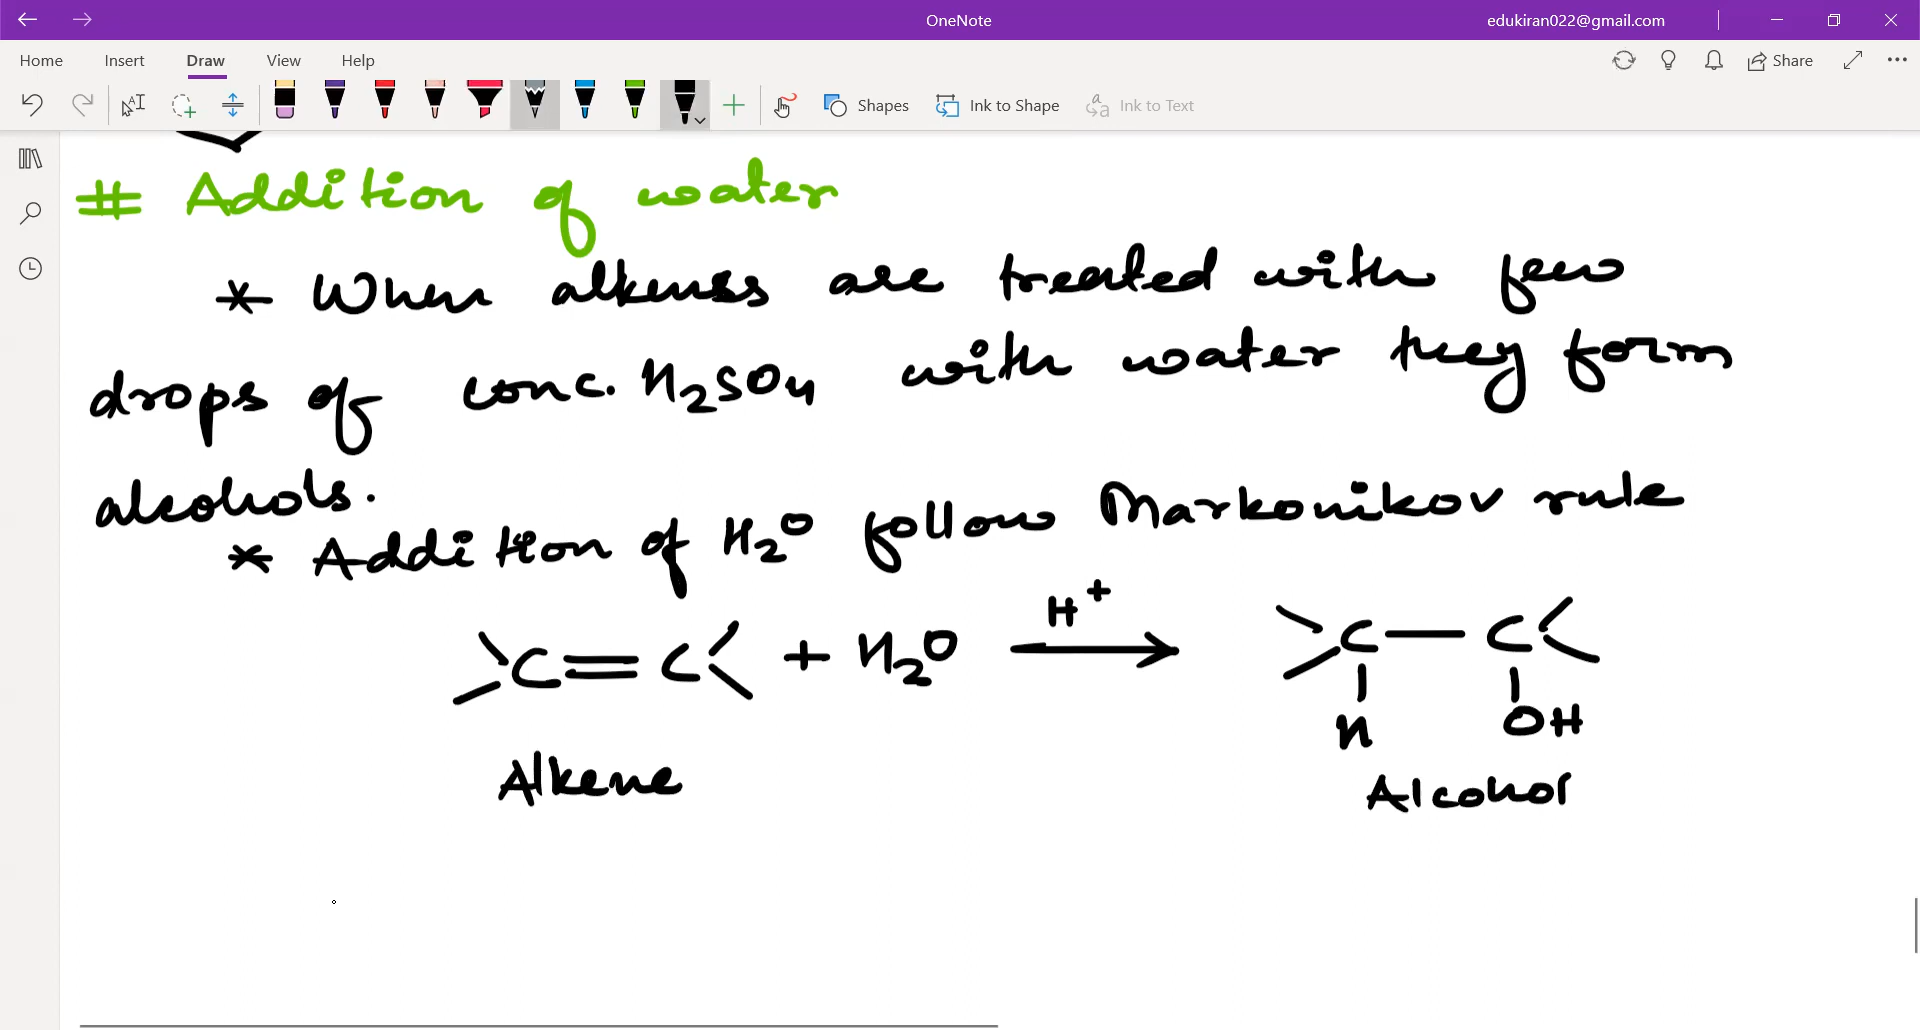 OneNote
edukiran022@gmail.com
Home Insert Draw View Help
Share
Shapes Ink to Shape Ink to Text
# Addition of water
* When alkenes are treated with few
drops of conc. H2SO4 with water they form
alcohols.
* Addition of H2O follow Markonikov rule
H+
>C=C< + H2O ⟶ >C—C<
H OH
Alkene Alcohol